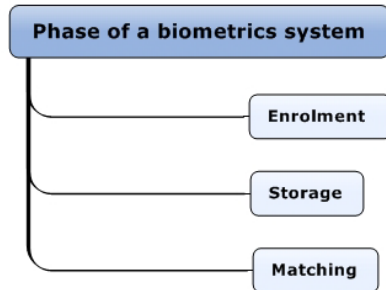 Phase of a biometrics system
Enrolment
Storage
Matching